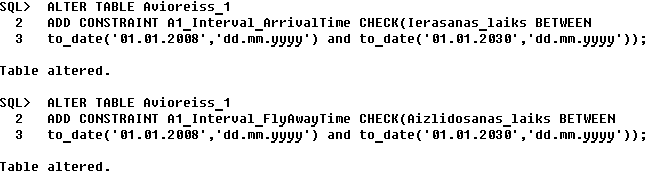 SQL>  ALTER TABLE Avioreiss_1
  2   ADD CONSTRAINT A1_Interval_ArrivalTime CHECK(Ierasanas_laiks BETWEEN
  3   to_date('01.01.2008','dd.mm.yyyy') and to_date('01.01.2030','dd.mm.yyyy'));
Table altered.
SQL>  ALTER TABLE Avioreiss_1
  2   ADD CONSTRAINT A1_Interval_FlyAwayTime CHECK(Aizlidosanas_laiks BETWEEN
  3   to_date('01.01.2008','dd.mm.yyyy') and to_date('01.01.2030','dd.mm.yyyy'));
Table altered.